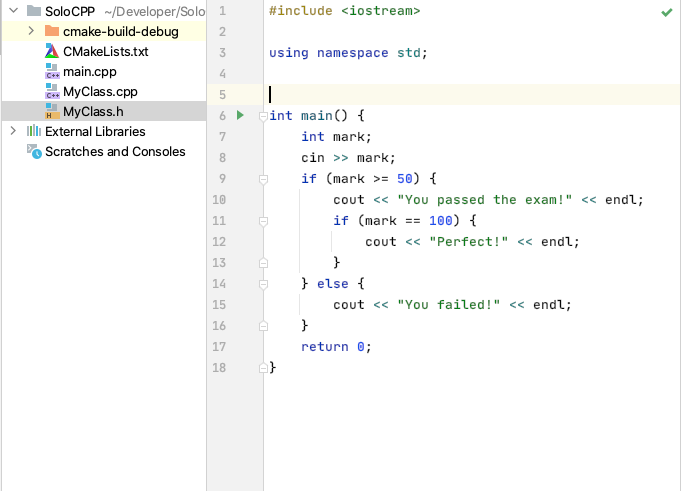 SoloCPP ~/Developer/Solo
cmake-build-debug
CMakeLists.txt
main.cpp
MyClass.cpp
MyClass.h
External Libraries
Scratches and Consoles
1 #include <iostream>
2
3 using namespace std;
4
5
6 int main() {
7 int mark;
8 cin >> mark;
9 if (mark >= 50) {
10 cout << "You passed the exam!" << endl;
11 if (mark == 100) {
12 cout << "Perfect!" << endl;
13 }
14 } else {
15 cout << "You failed!" << endl;
16 }
17 return 0;
18 }